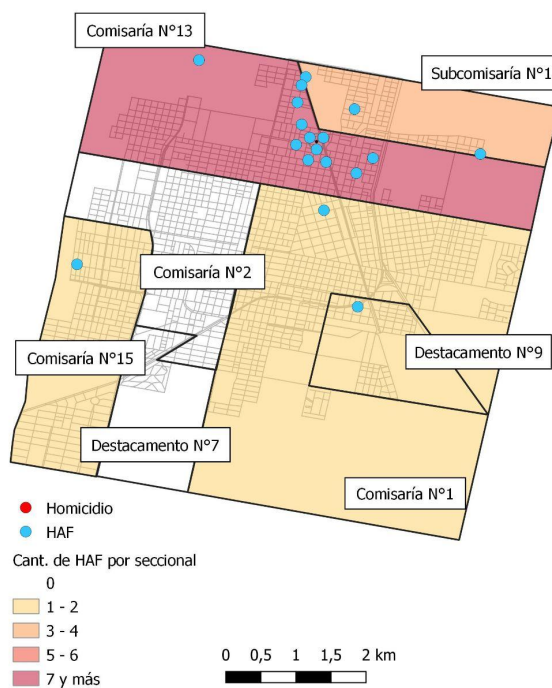 Comisaría N°13
Subcomisaría N°1
Comisaría N°2
Comisaría N°15
Destacamento N°9
Destacamento N°7
Comisaría N°1
Homicidio
HAF
Cant. de HAF por seccional
0
1 - 2
3 - 4
5 - 6
7 y más
0 0,5 1 1,5 2 km